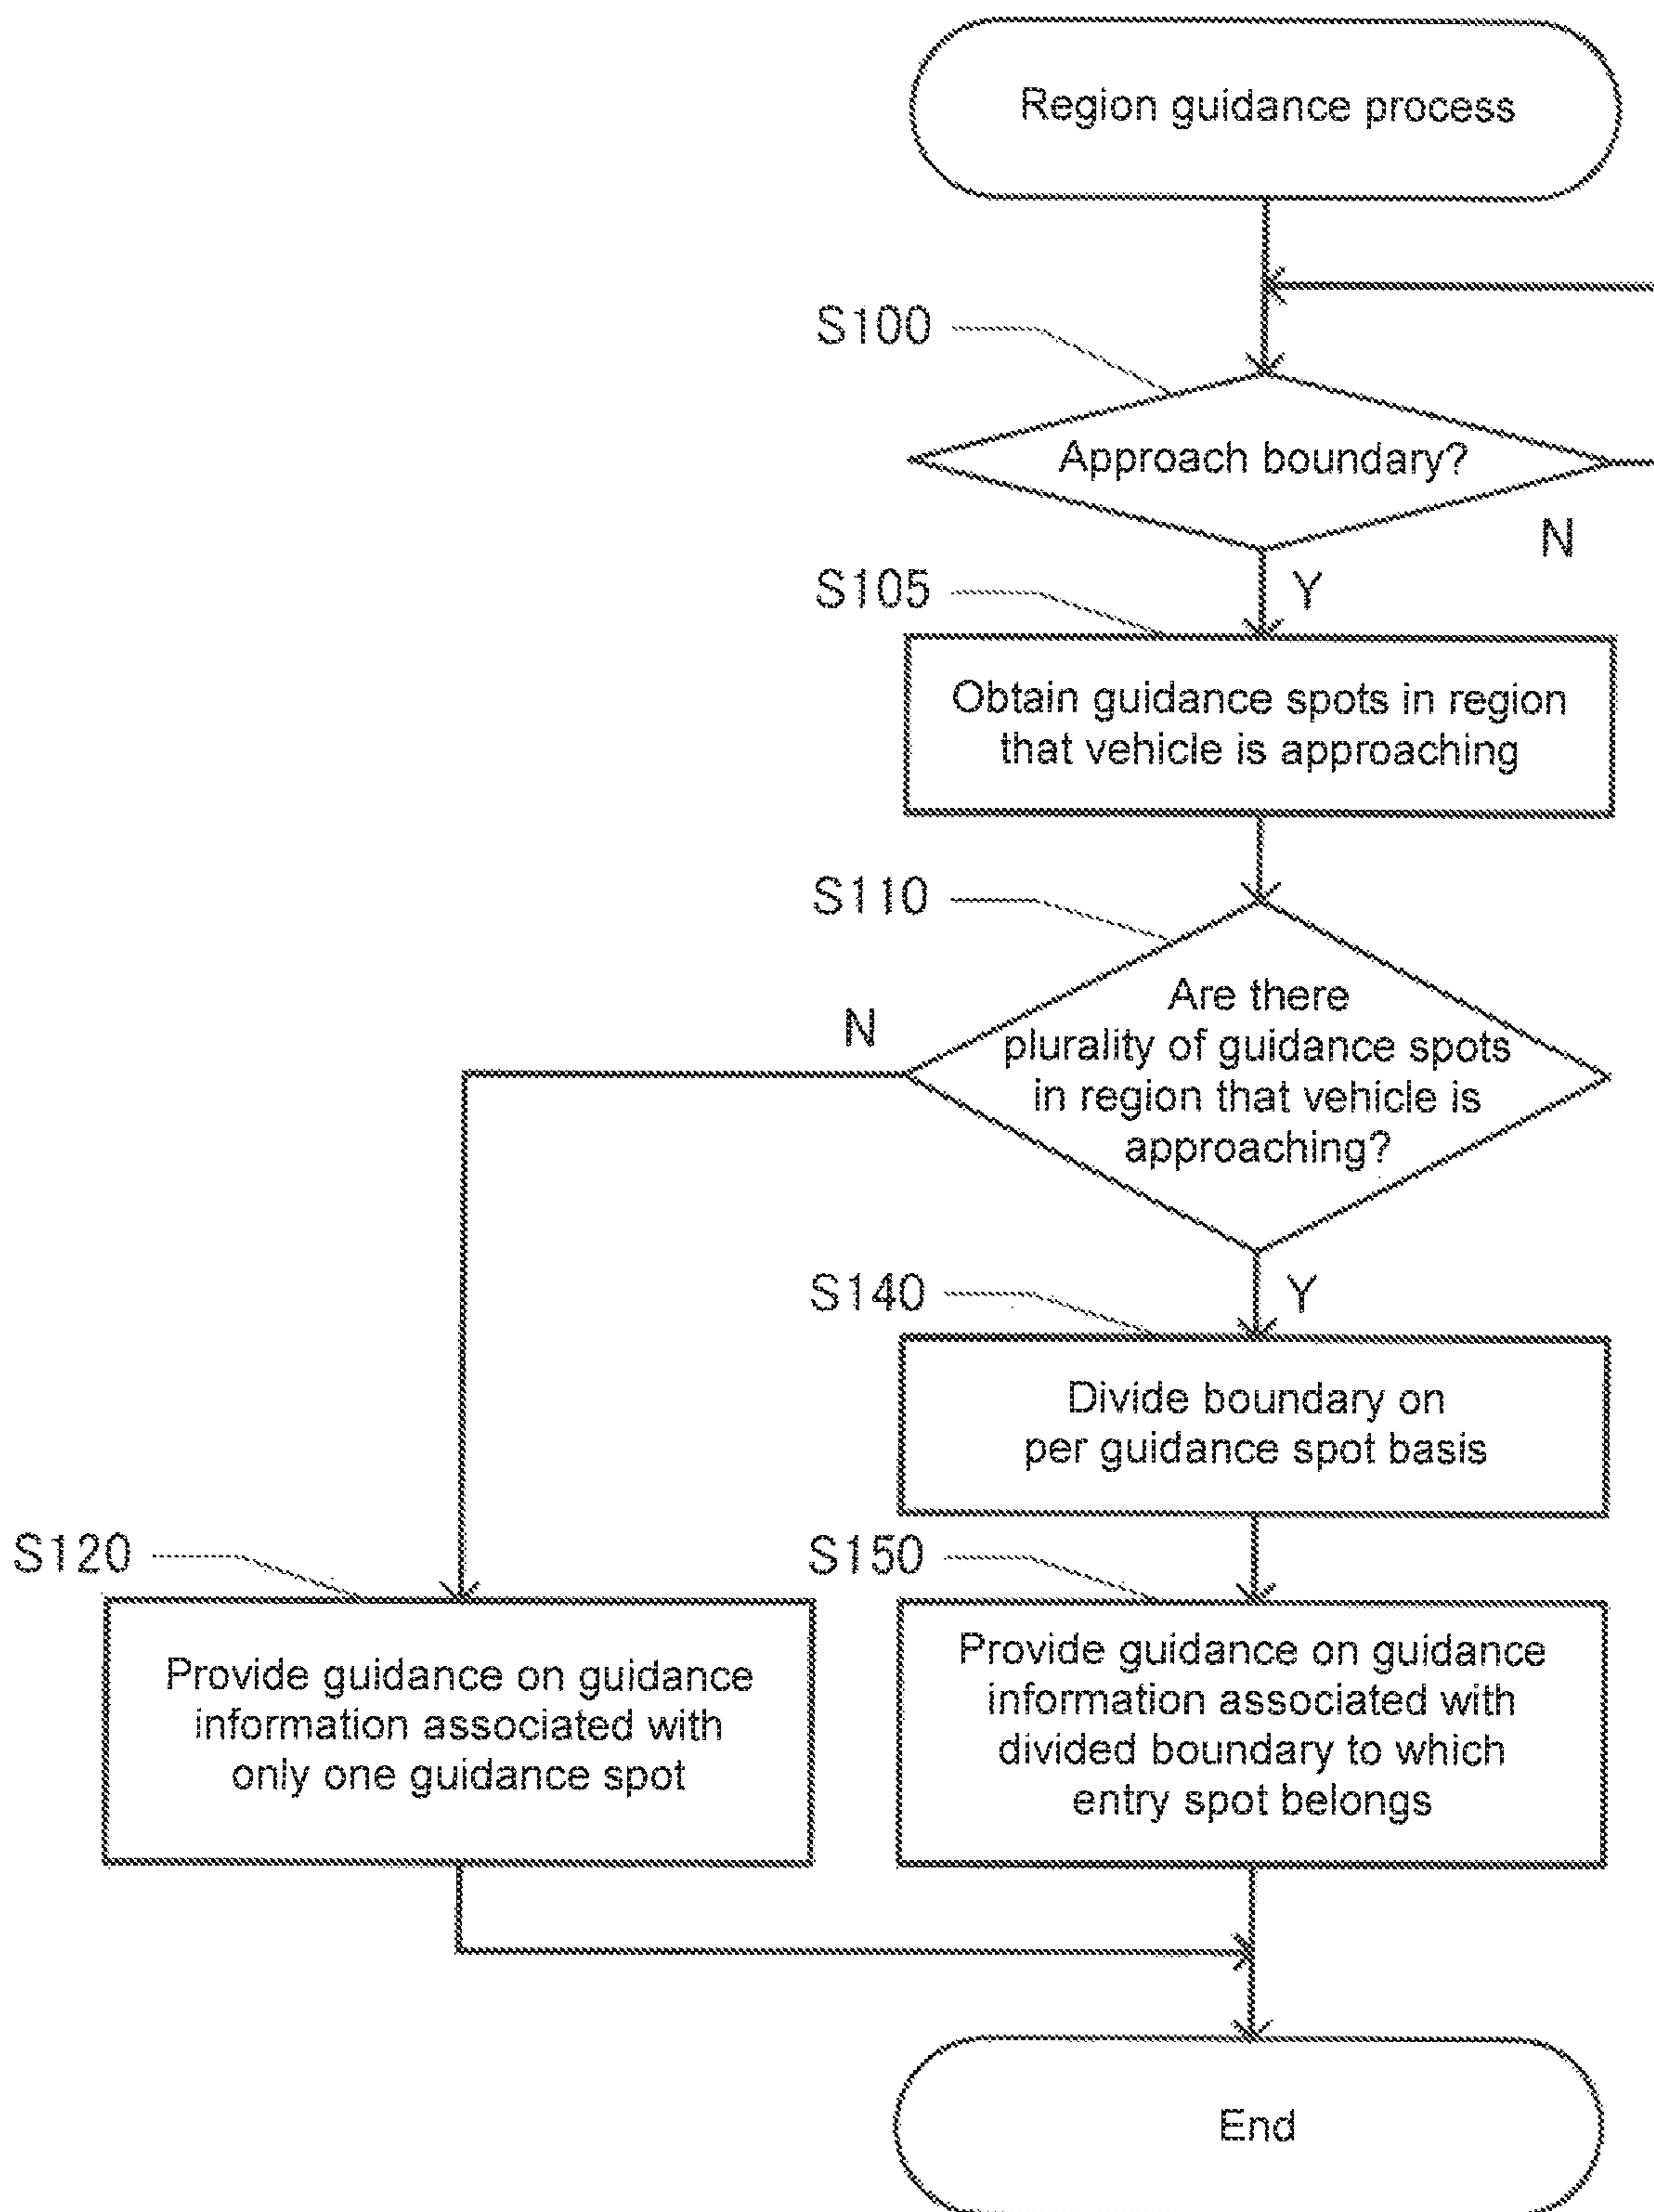 Region guidance process
S100
Approach boundary?
N
S105
Y
Obtain guidance spots in region
that vehicle is approaching
S110
Are there
plurality of guidance spots
in region that vehicle is
approaching?
N
S140
Y
Divide boundary on
per guidance spot basis
S120
Provide guidance on guidance
information associated with
only one guidance spot
S150
Provide guidance on guidance
information associated with
divided boundary to which
entry spot belongs
End